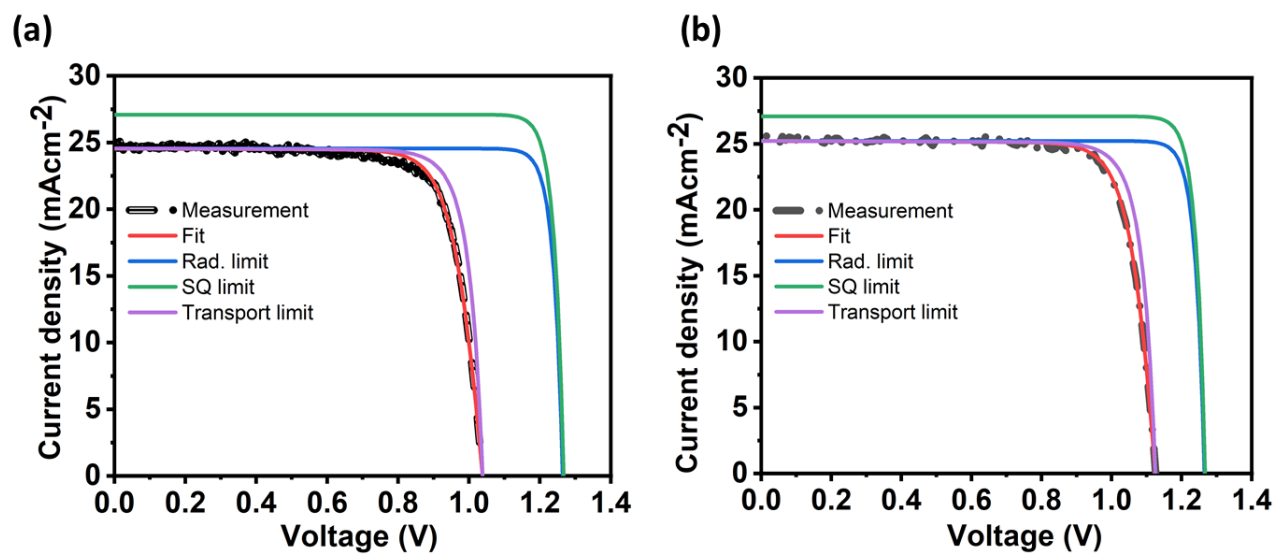 (a)
30
25
20
15
10
5
0
Current density (mAcm⁻²)
Measurement
Fit
Rad. limit
SQ limit
Transport limit
0.0 0.2 0.4 0.6 0.8 1.0 1.2 1.4
Voltage (V)
(b)
30
25
20
15
10
5
0
Current density (mAcm⁻²)
Measurement
Fit
Rad. limit
SQ limit
Transport limit
0.0 0.2 0.4 0.6 0.8 1.0 1.2 1.4
Voltage (V)